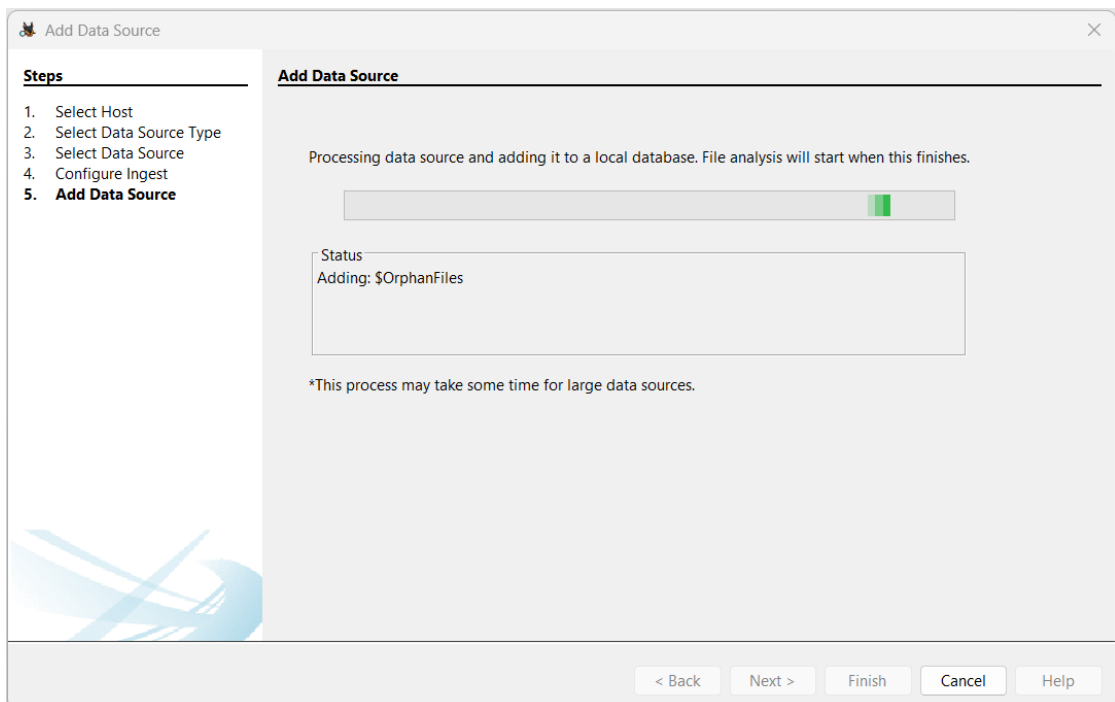 Add Data Source
Steps
1. Select Host
2. Select Data Source Type
3. Select Data Source
4. Configure Ingest
5. Add Data Source
Add Data Source
Processing data source and adding it to a local database. File analysis will start when this finishes.
Status
Adding: $OrphanFiles
*This process may take some time for large data sources.
< Back
Next >
Finish
Cancel
Help